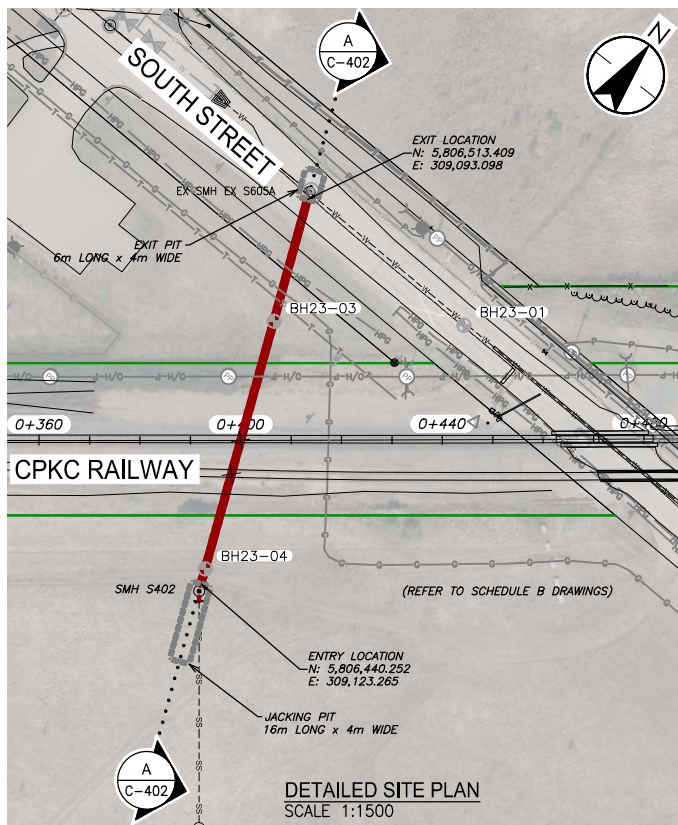 A
C-402
N
SOUTH STREET
EXIT LOCATION
N: 5,806,513.409
E: 309,093.098
EX SMH EX S605A
EXIT PIT
6m LONG x 4m WIDE
BH23-03
BH23-01
0+360
0+400
0+440
CPKC RAILWAY
BH23-04
SMH S402
(REFER TO SCHEDULE B DRAWINGS)
ENTRY LOCATION
N: 5,806,440.252
E: 309,123.265
JACKING PIT
16m LONG x 4m WIDE
A
C-402
DETAILED SITE PLAN
SCALE 1:1500